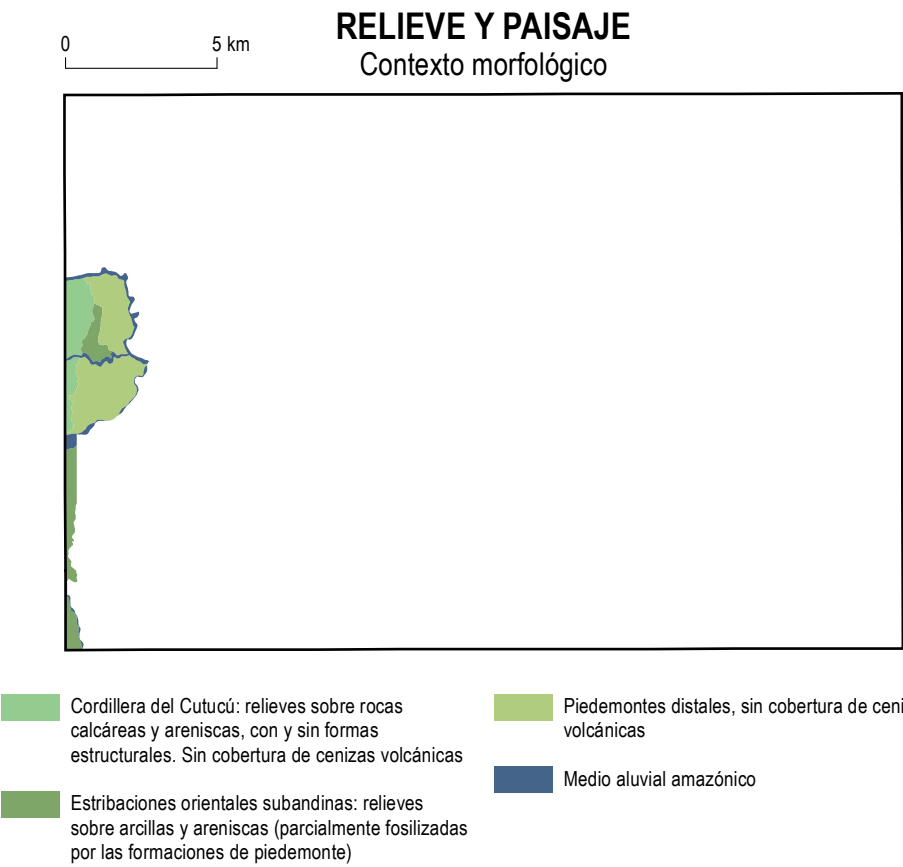 RELIEVE Y PAISAJE
Contexto morfológico
0 5 km
Cordillera del Cutucú: relieves sobre rocas
calcáreas y areniscas, con y sin formas
estructurales. Sin cobertura de cenizas volcánicas
Estribaciones orientales subandinas: relieves
sobre arcillas y areniscas (parcialmente fosilizadas
por las formaciones de piedemonte)
Piedemontes distales, sin cobertura de ceni
volcánicas
Medio aluvial amazónico